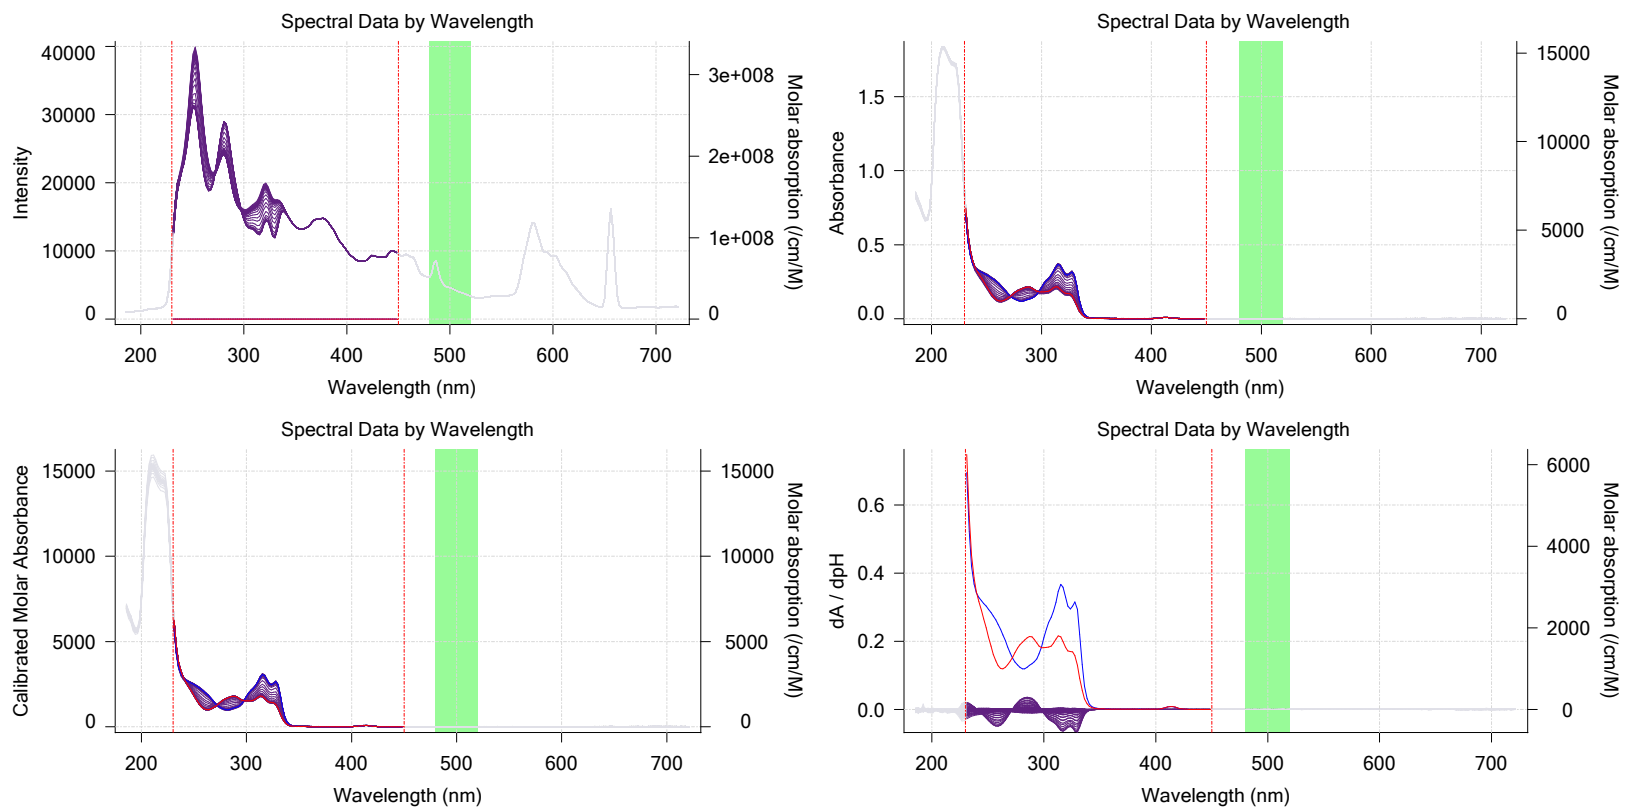 Spectral Data by Wavelength
Intensity
40000
30000
20000
10000
0
3e+008
2e+008
1e+008
0
Molar absorption (/cm/M)
200 300 400 500 600 700
Wavelength (nm)
Spectral Data by Wavelength
Absorbance
1.5
1.0
0.5
0.0
15000
10000
5000
0
Molar absorption (/cm/M)
200 300 400 500 600 700
Wavelength (nm)
Spectral Data by Wavelength
Calibrated Molar Absorbance
15000
10000
5000
0
15000
10000
5000
0
Molar absorption (/cm/M)
200 300 400 500 600 700
Wavelength (nm)
Spectral Data by Wavelength
dA / dpH
0.6
0.4
0.2
0.0
6000
4000
2000
0
Molar absorption (/cm/M)
200 300 400 500 600 700
Wavelength (nm)